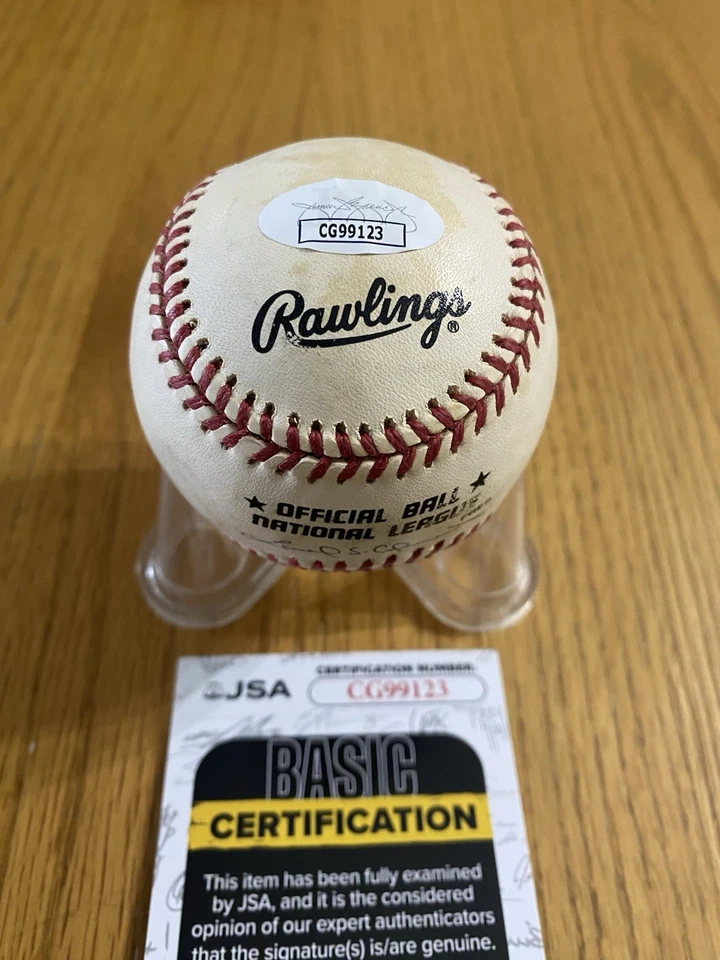 CG99123
Rawlings®
★ OFFICIAL BALL ★
NATIONAL LEAGUE
JSA
CERTIFICATION NUMBER:
CG99123
BASIC
CERTIFICATION
This item has been fully examined
by JSA, and it is the considered
opinion of our expert authenticators
that the signature(s) is/are genuine.